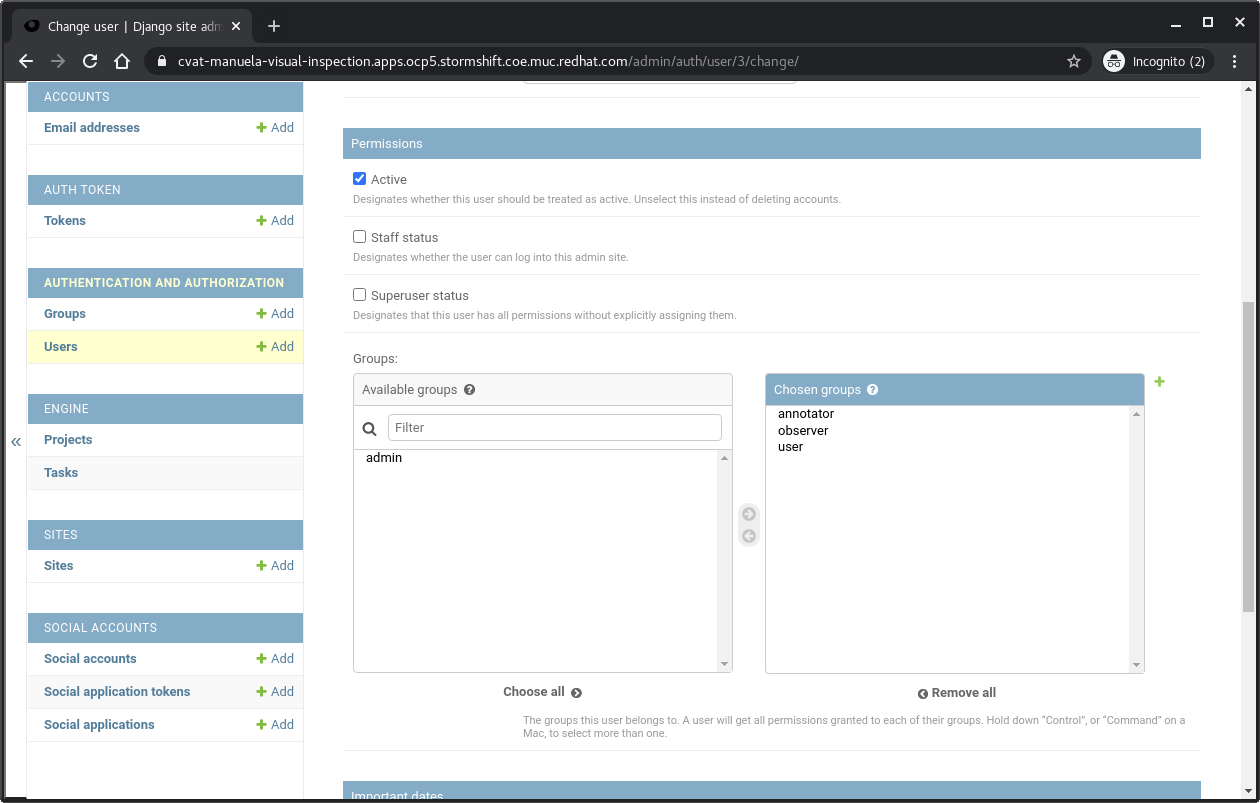 Change user | Django site adm
cvat-manuela-visual-inspection.apps.ocp5.stormshift.coe.muc.redhat.com/admin/auth/user/3/change/
Incognito (2)
ACCOUNTS
Email addresses
Add
AUTH TOKEN
Tokens
Add
AUTHENTICATION AND AUTHORIZATION
Groups
Add
Users
Add
ENGINE
Projects
Tasks
SITES
Sites
Add
SOCIAL ACCOUNTS
Social accounts
Add
Social application tokens
Add
Social applications
Add
«
Permissions
Active
Designates whether this user should be treated as active. Unselect this instead of deleting accounts.
Staff status
Designates whether the user can log into this admin site.
Superuser status
Designates that this user has all permissions without explicitly assigning them.
Groups:
Available groups
Filter
admin
Choose all
Chosen groups
annotator
observer
user
Remove all
The groups this user belongs to. A user will get all permissions granted to each of their groups. Hold down “Control”, or “Command” on a
Mac, to select more than one.
Important dates